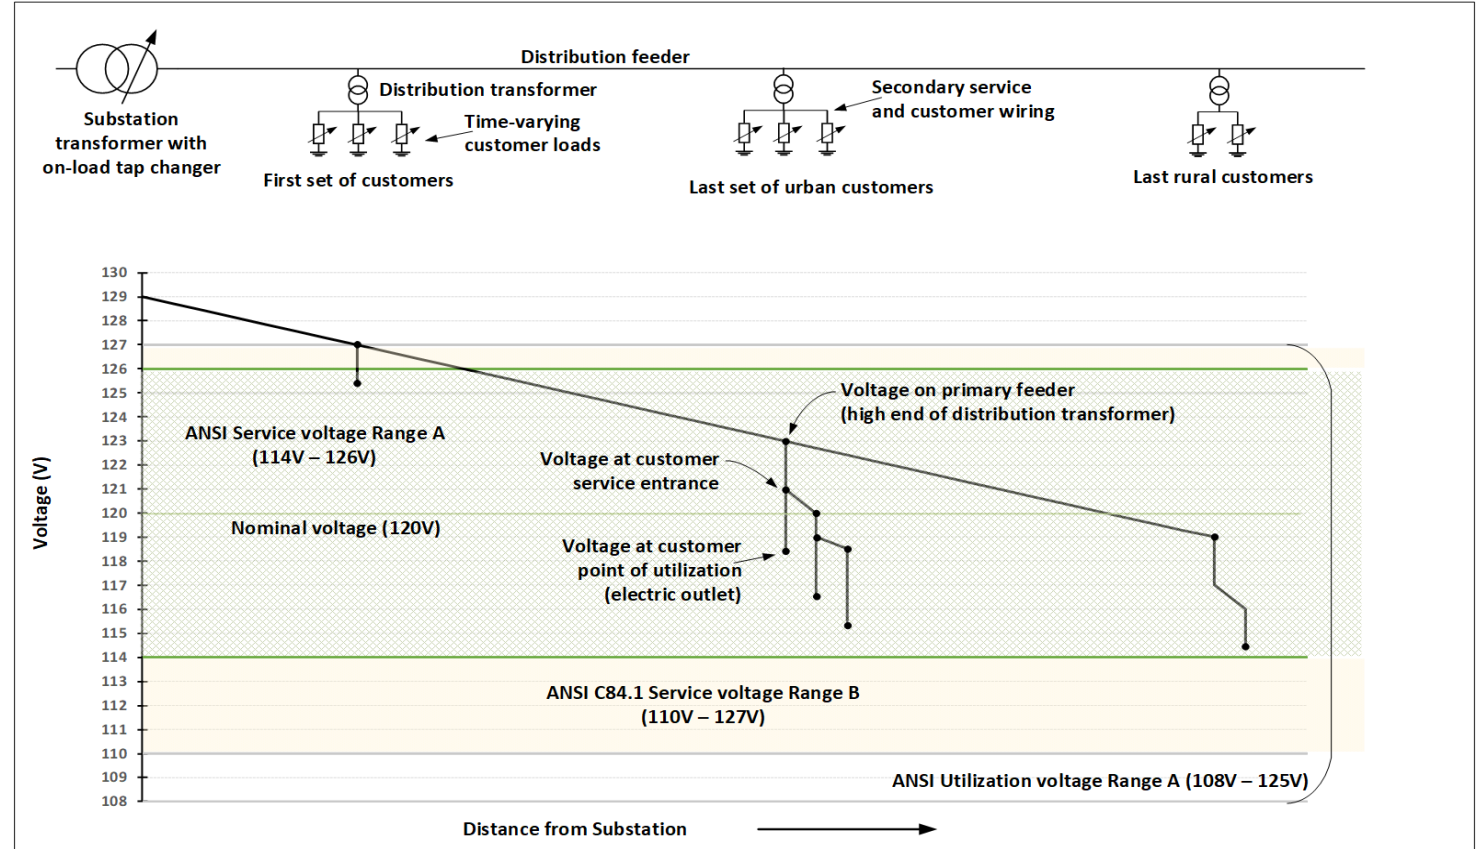 Distribution feeder
Distribution transformer
Secondary service
and customer wiring
Substation
transformer with
on-load tap changer
Time-varying
customer loads
First set of customers
Last set of urban customers
Last rural customers
130
129
128
127
126
125
124
123
122
121
120
119
118
117
116
115
114
113
112
111
110
109
108
Voltage (V)
Voltage on primary feeder
(high end of distribution transformer)
ANSI Service voltage Range A
(114V – 126V)
Voltage at customer
service entrance
Nominal voltage (120V)
Voltage at customer
point of utilization
(electric outlet)
ANSI C84.1 Service voltage Range B
(110V – 127V)
ANSI Utilization voltage Range A (108V – 125V)
Distance from Substation